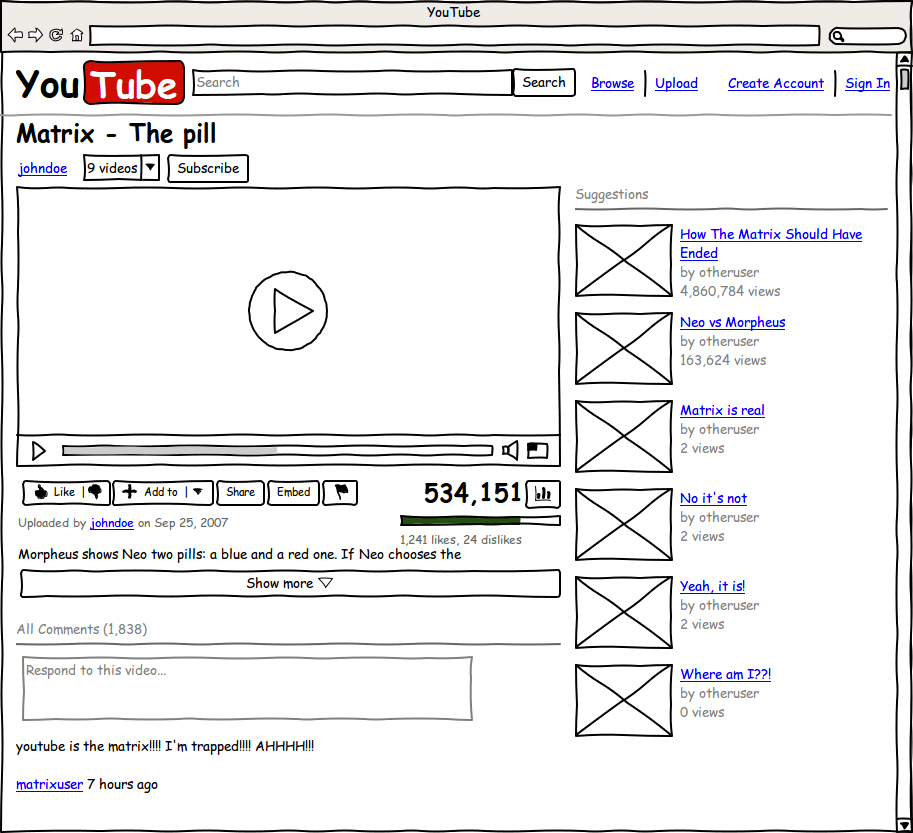 YouTube
You Tube
Search
Search
Browse
Upload
Create Account
Sign In
Matrix - The pill
johndoe
9 videos
Subscribe
Like
Add to
Share
Embed
534,151
Uploaded by johndoe on Sep 25, 2007
1,241 likes, 24 dislikes
Morpheus shows Neo two pills: a blue and a red one. If Neo chooses the
Show more
All Comments (1,838)
Respond to this video...
youtube is the matrix!!!! I'm trapped!!!! AHHHH!!!
matrixuser 7 hours ago
Suggestions
How The Matrix Should Have
Ended
by otheruser
4,860,784 views
Neo vs Morpheus
by otheruser
163,624 views
Matrix is real
by otheruser
2 views
No it's not
by otheruser
2 views
Yeah, it is!
by otheruser
2 views
Where am I??!
by otheruser
0 views